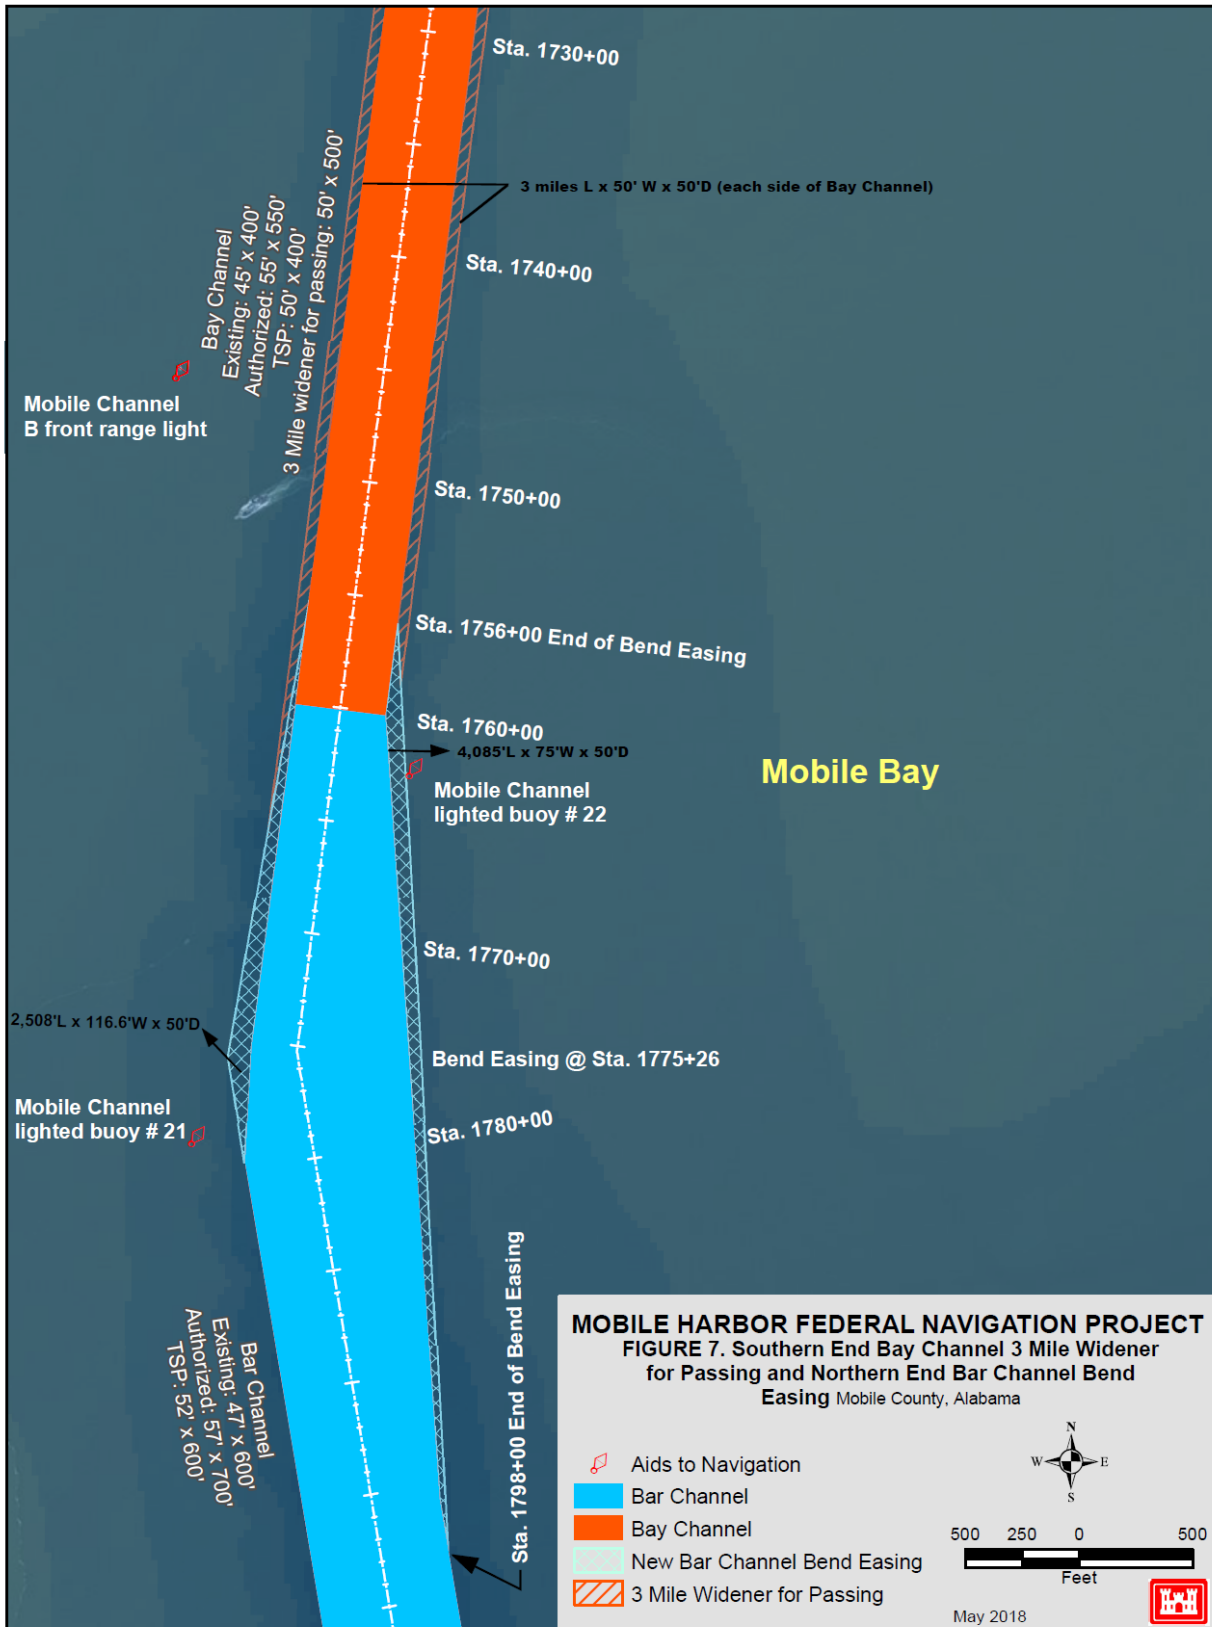 Sta. 1730+00
3 miles L x 50' W x 50'D (each side of Bay Channel)
Bay Channel
Existing: 45' x 400'
Authorized: 55' x 550'
TSP: 50' x 400'
3 Mile widener for passing: 50' x 500'
Sta. 1740+00
Mobile Channel
B front range light
Sta. 1750+00
Sta. 1756+00 End of Bend Easing
Sta. 1760+00
4,085'L x 75'W x 50'D
Mobile Channel
lighted buoy # 22
Mobile Bay
Sta. 1770+00
2,508'L x 116.6'W x 50'D
Bend Easing @ Sta. 1775+26
Mobile Channel
lighted buoy # 21
Sta. 1780+00
Sta. 1798+00 End of Bend Easing
Bar Channel
Existing: 47' x 600'
Authorized: 57' x 700'
TSP: 52' x 600'
MOBILE HARBOR FEDERAL NAVIGATION PROJECT
FIGURE 7. Southern End Bay Channel 3 Mile Widener
for Passing and Northern End Bar Channel Bend
Easing Mobile County, Alabama
N
W E
S
Aids to Navigation
Bar Channel
Bay Channel
New Bar Channel Bend Easing
3 Mile Widener for Passing
500 250 0 500
Feet
May 2018